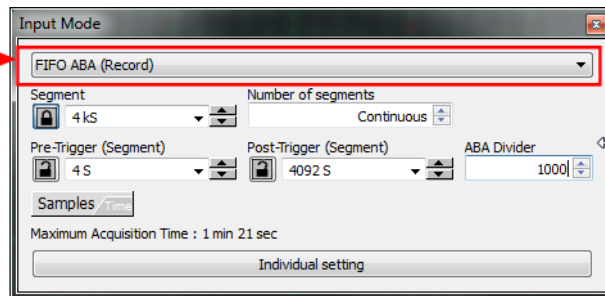 Input Mode
FIFO ABA (Record)
Segment Number of segments
4 kS Continuous
Pre-Trigger (Segment) Post-Trigger (Segment) ABA Divider
4 S 4092 S 1000
Samples Time
Maximum Acquisition Time : 1 min 21 sec
Individual setting